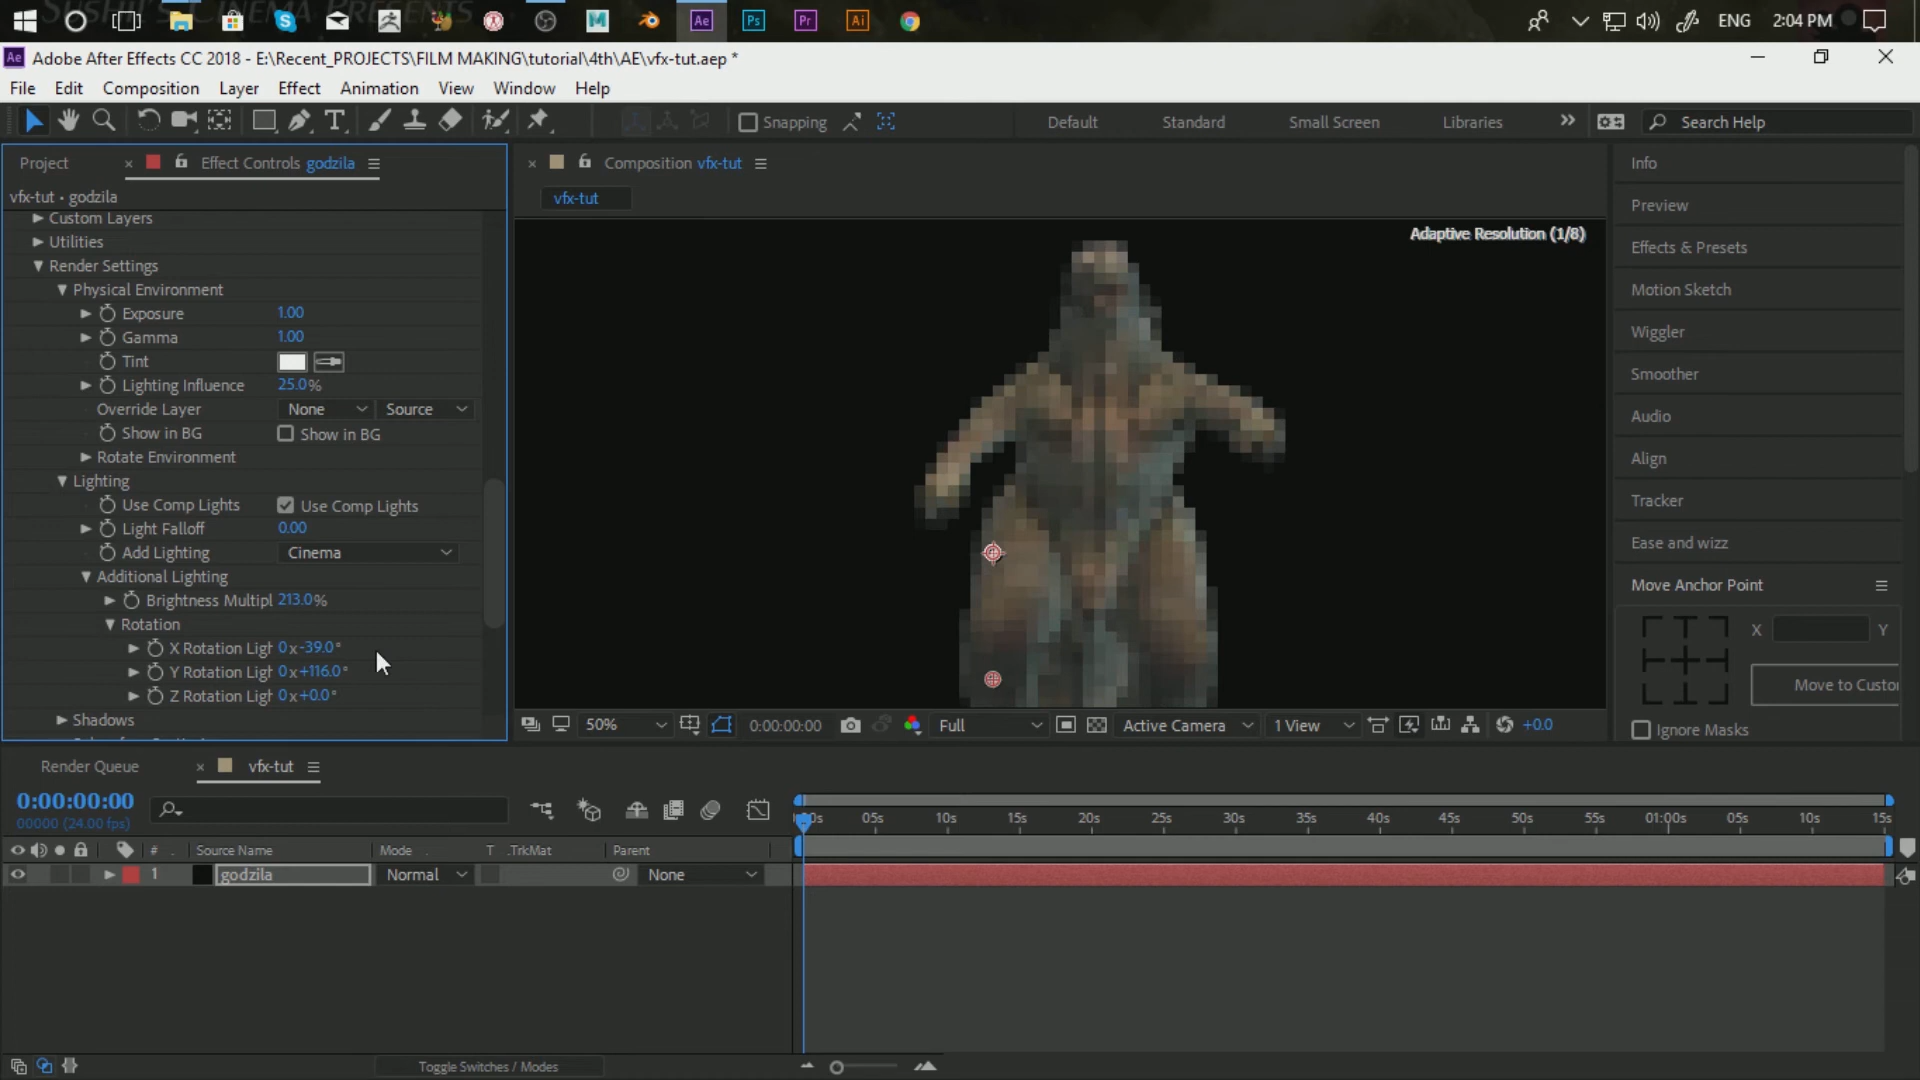 SUSHI'S CINEMA PRESENTS
ENG
2:04 PM
Adobe After Effects CC 2018 - E:\Recent_PROJECTS\FILM MAKING\tutorial\4th\AE\vfx-tut.aep *
File Edit Composition Layer Effect Animation View Window Help
Snapping
Default Standard Small Screen Libraries
Search Help
Project
Effect Controls godzila
Composition vfx-tut
vfx-tut • godzila
vfx-tut
Adaptive Resolution (1/8)
Custom Layers
Utilities
Render Settings
Physical Environment
Exposure 1.00
Gamma 1.00
Tint
Lighting Influence 25.0%
Override Layer None Source
Show in BG Show in BG
Rotate Environment
Lighting
Use Comp Lights Use Comp Lights
Light Falloff 0.00
Add Lighting Cinema
Additional Lighting
Brightness Multipl 213.0%
Rotation
X Rotation Ligh 0x-39.0°
Y Rotation Ligh 0x+116.0°
Z Rotation Ligh 0x+0.0°
Shadows
Info
Preview
Effects & Presets
Motion Sketch
Wiggler
Smoother
Audio
Align
Tracker
Ease and wizz
Move Anchor Point
X
Y
Move to Custo
Ignore Masks
50%
0:00:00:00
Full
Active Camera
1 View
+0.0
Render Queue
vfx-tut
0:00:00:00
00000 (24.00 fps)
05s 10s 15s 20s 25s 30s 35s 40s 45s 50s 55s 01:00s 05s 10s 15s
# Source Name Mode T .TrkMat Parent
1 godzila Normal None
Toggle Switches / Modes